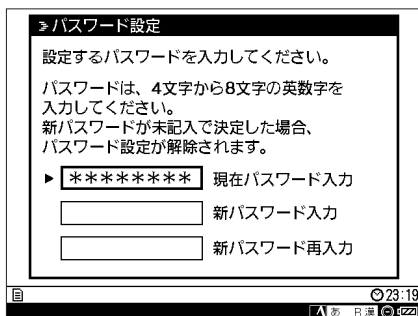 パスワード設定
設定するパスワードを入力してください。
パスワードは、4文字から8文字の英数字を
入力してください。
新パスワードが未記入で決定した場合、
パスワード設定が解除されます。
▶ ******** 現在パスワード入力
新パスワード入力
新パスワード再入力
23:19
あ R漢